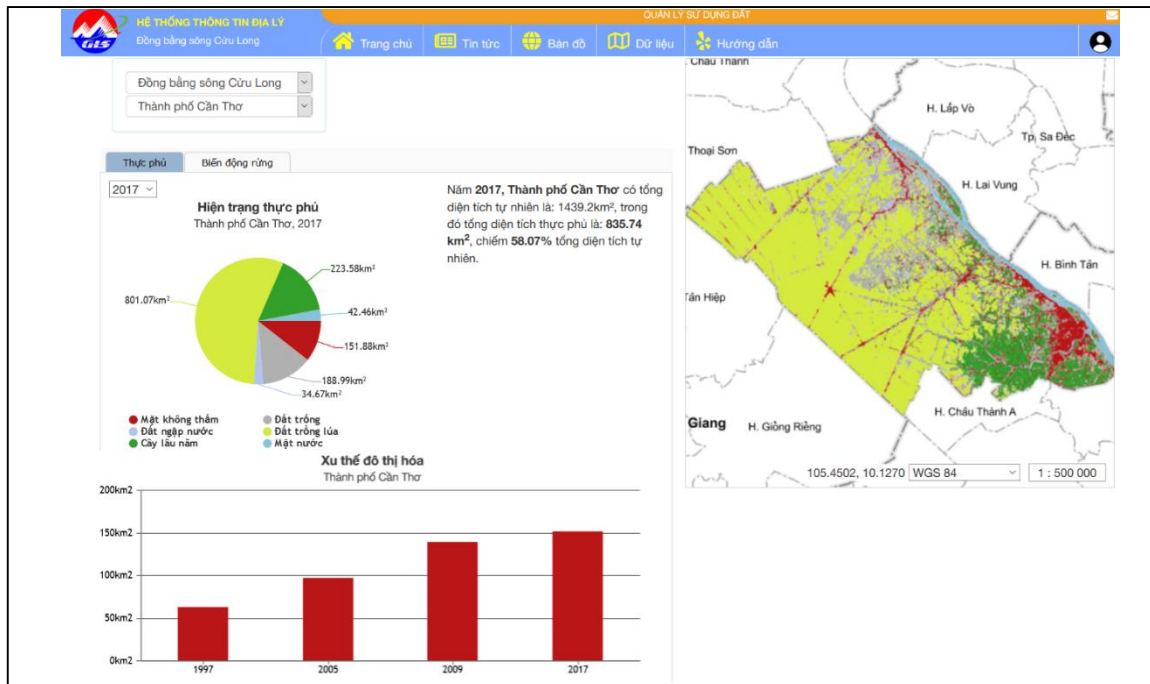 QUẢN LÝ SỬ DỤNG ĐẤT
HỆ THỐNG THÔNG TIN ĐỊA LÝ
Đồng bằng sông Cửu Long
GIS
Trang chủ
Tin tức
Bản đồ
Dữ liệu
Hướng dẫn
Đồng bằng sông Cửu Long
Thành phố Cần Thơ
Thực phủ
Biến động rừng
2017
Hiện trạng thực phủ
Thành phố Cần Thơ, 2017
223.58km²
801.07km²
42.46km²
151.88km²
188.99km²
34.67km²
Mặt không thấm
Đất trống
Đất ngập nước
Đất trồng lúa
Cây lâu năm
Mặt nước
Năm 2017, Thành phố Cần Thơ có tổng
diện tích tự nhiên là: 1439.2km², trong
đó tổng diện tích thực phủ là: 835.74
km², chiếm 58.07% tổng diện tích tự
nhiên.
Xu thế đô thị hóa
Thành phố Cần Thơ
200km2
150km2
100km2
50km2
0km2
1997
2005
2009
2017
H. Châu Thành
H. Lấp Vò
Tp. Sa Đéc
Thoại Sơn
H. Lai Vung
H. Bình Tân
Tân Hiệp
H. Châu Thành A
Giang
H. Giồng Riềng
105.4502, 10.1270
WGS 84
1 : 500 000